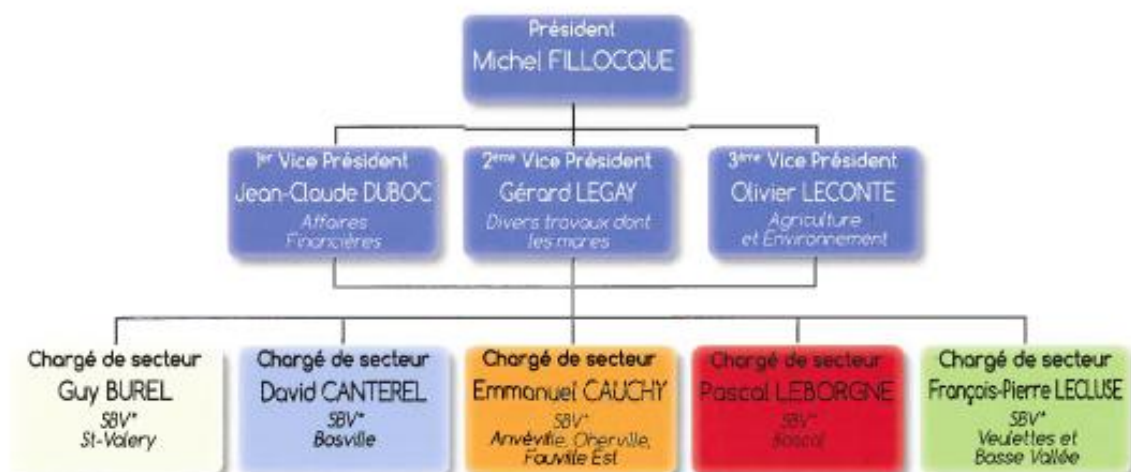 Président
Michel FILLOCQUE
1er Vice Président
Jean-Claude DUBOC
Affaires
Financières
2ème Vice Président
Gérard LEGAY
Divers travaux dont
les mares
3ème Vice Président
Olivier LECONTE
Agriculture
et Environnement
Chargé de secteur
Guy BUREL
SBV*
St-Valery
Chargé de secteur
David CANTEREL
SBV*
Bosville
Chargé de secteur
Emmanuel CAUCHY
SBV*
Anvéville, Oherville,
Fauville Est
Chargé de secteur
Pascal LEBORGNE
SBV*
Chargé de secteur
François-Pierre LECLUSE
SBV*
Veulettes et
Basse Vallée